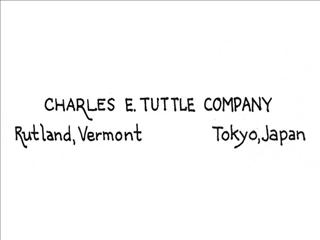 CHARLES E. TUTTLE COMPANY
Rutland, Vermont Tokyo, Japan